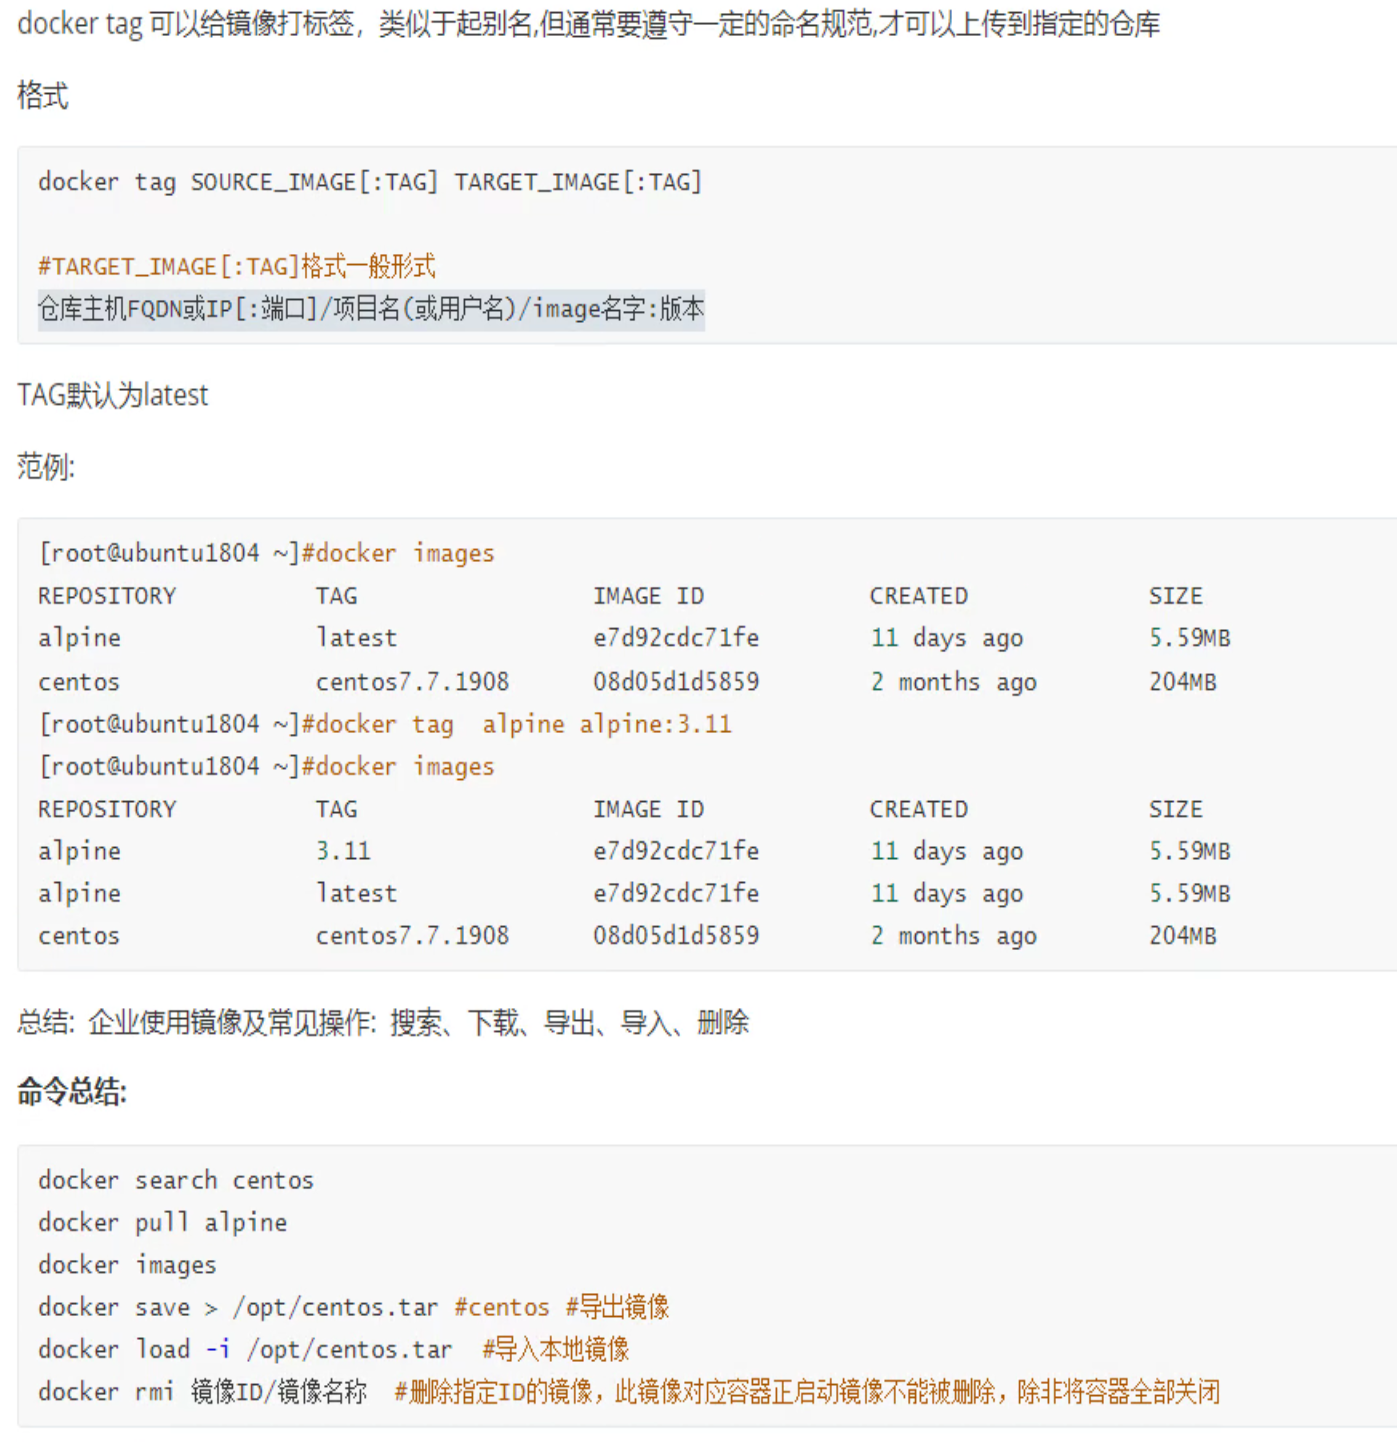 docker tag 可以给镜像打标签，类似于起别名,但通常要遵守一定的命名规范,才可以上传到指定的仓库
格式
docker tag SOURCE_IMAGE[:TAG] TARGET_IMAGE[:TAG]
#TARGET_IMAGE[:TAG]格式一般形式
仓库主机FQDN或IP[:端口]/项目名(或用户名)/image名字:版本
TAG默认为latest
范例:
[root@ubuntu1804 ~]#docker images
REPOSITORY TAG IMAGE ID CREATED SIZE
alpine latest e7d92cdc71fe 11 days ago 5.59MB
centos centos7.7.1908 08d05d1d5859 2 months ago 204MB
[root@ubuntu1804 ~]#docker tag  alpine alpine:3.11
[root@ubuntu1804 ~]#docker images
REPOSITORY TAG IMAGE ID CREATED SIZE
alpine 3.11 e7d92cdc71fe 11 days ago 5.59MB
alpine latest e7d92cdc71fe 11 days ago 5.59MB
centos centos7.7.1908 08d05d1d5859 2 months ago 204MB
总结: 企业使用镜像及常见操作: 搜索、下载、导出、导入、删除
命令总结:
docker search centos
docker pull alpine
docker images
docker save > /opt/centos.tar #centos #导出镜像
docker load -i /opt/centos.tar  #导入本地镜像
docker rmi 镜像ID/镜像名称  #删除指定ID的镜像，此镜像对应容器正启动镜像不能被删除，除非将容器全部关闭